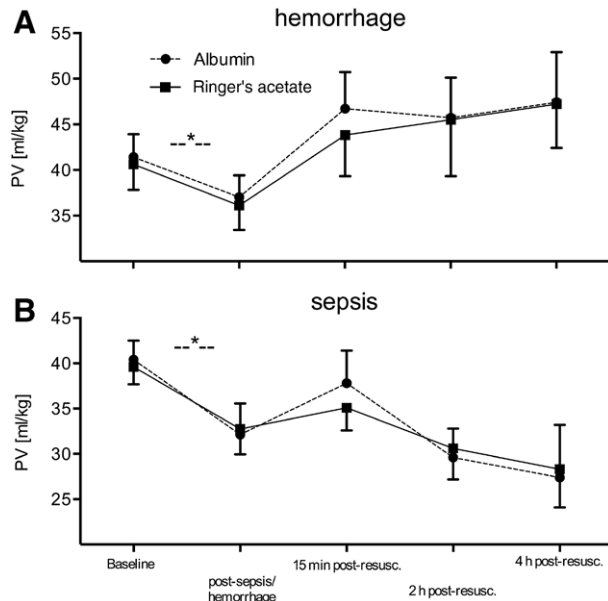 A
hemorrhage
Albumin
Ringer's acetate
--*--
PV [ml/kg]
55
50
45
40
35
B
sepsis
--*--
PV [ml/kg]
45
40
35
30
25
Baseline
post-sepsis/
hemorrhage
15 min post-resusc.
2 h post-resusc.
4 h post-resusc.